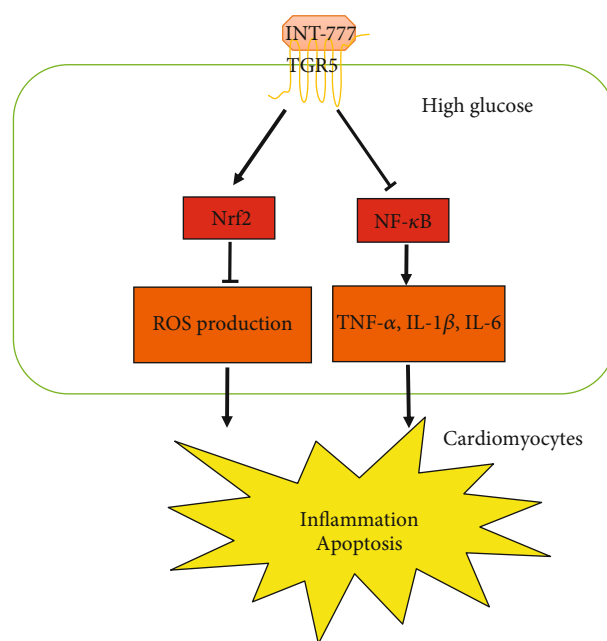 INT-777
TGR5
High glucose
Nrf2
NF-κB
ROS production
TNF-α, IL-1β, IL-6
Cardiomyocytes
Inflammation
Apoptosis